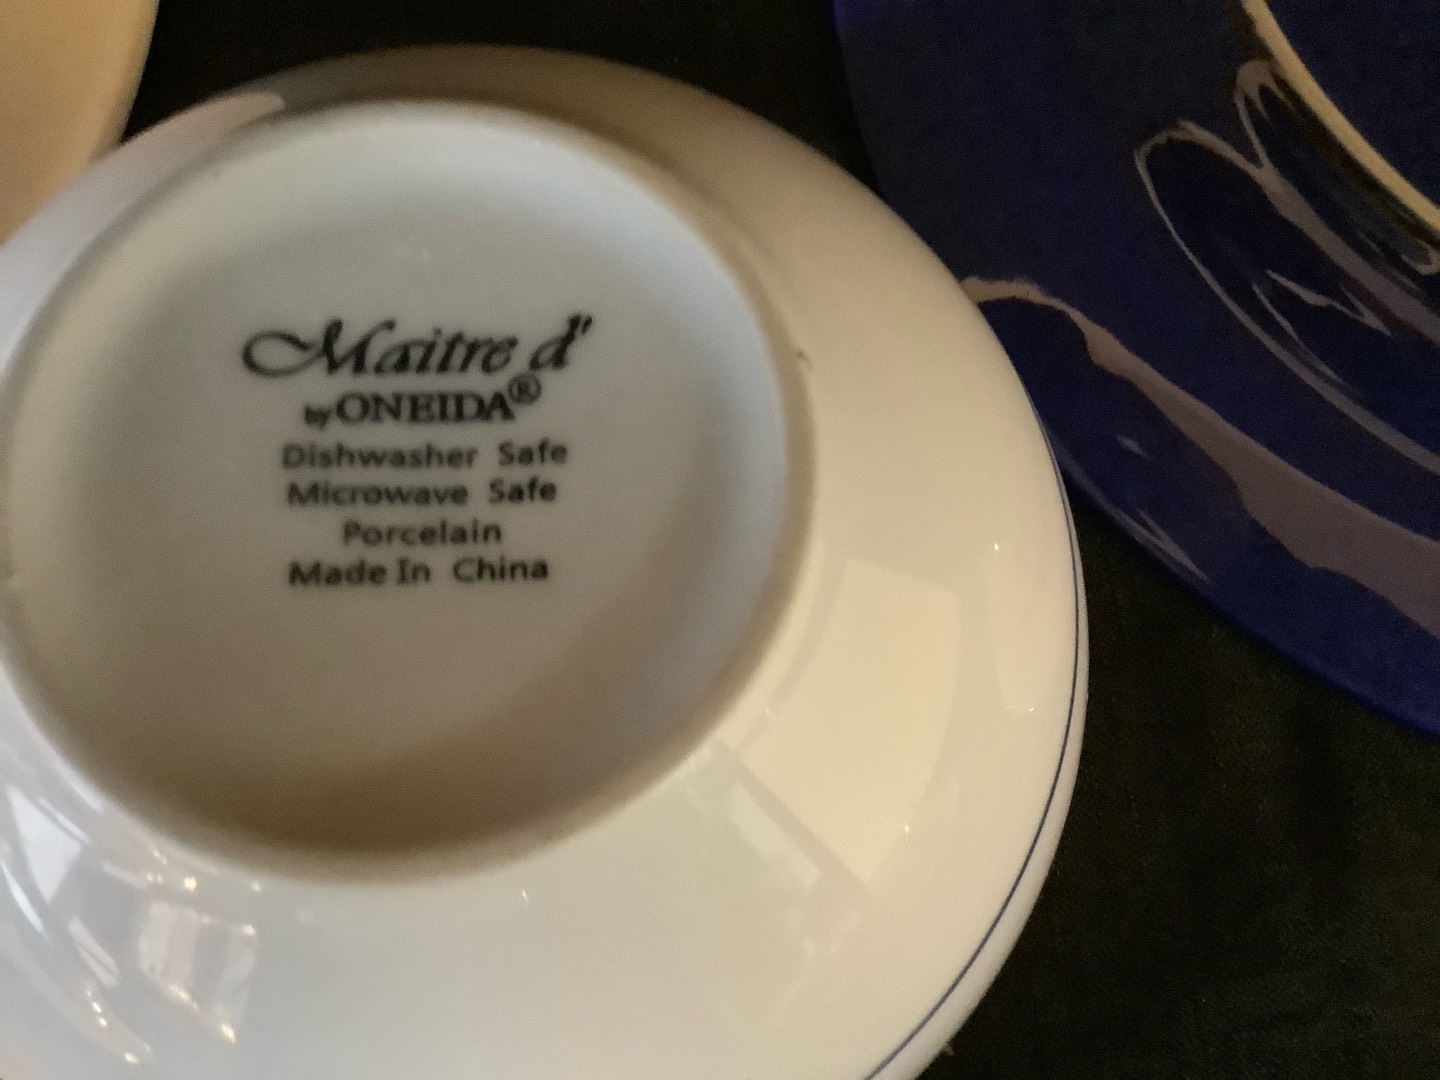 Maitre d'
by ONEIDA®
Dishwasher Safe
Microwave Safe
Porcelain
Made In China